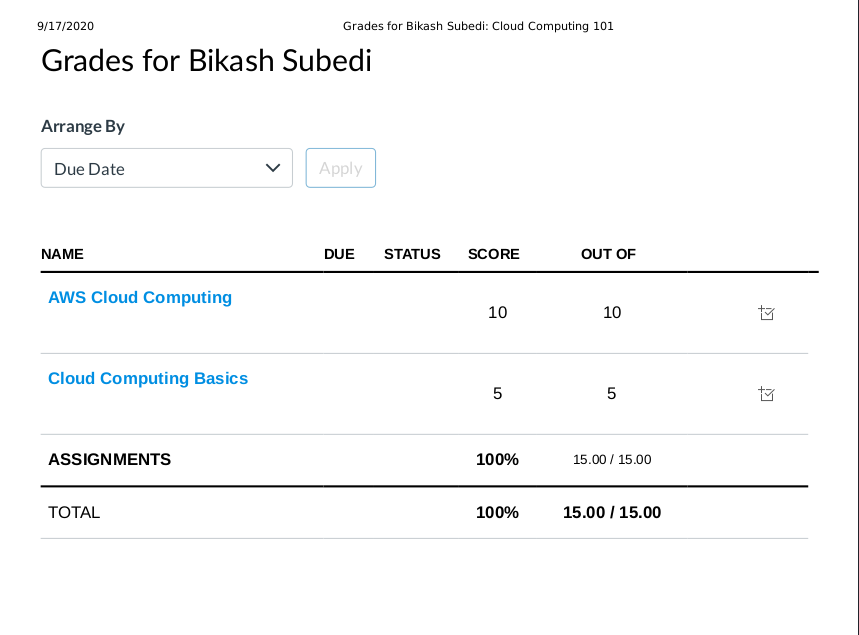 9/17/2020 Grades for Bikash Subedi: Cloud Computing 101
Grades for Bikash Subedi
Arrange By
Due Date Apply
NAME DUE STATUS SCORE OUT OF
AWS Cloud Computing
10 10
Cloud Computing Basics
5 5
ASSIGNMENTS 100% 15.00 / 15.00
TOTAL 100% 15.00 / 15.00